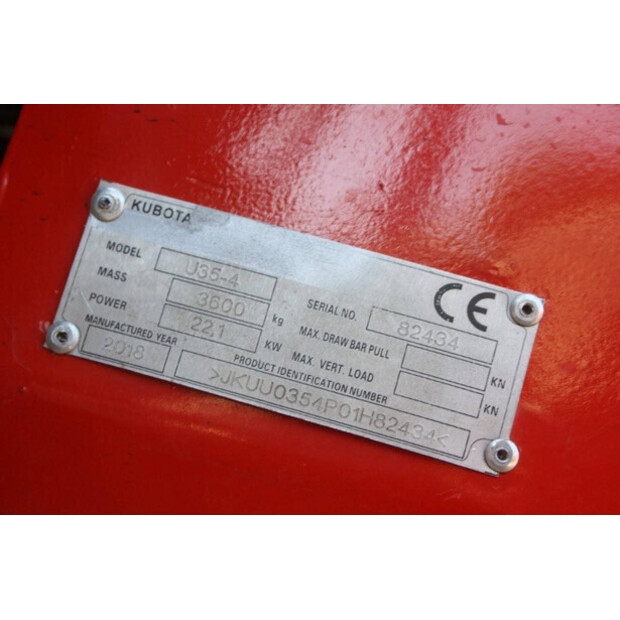 KUBOTA
CE
MODEL U35-4
MASS 3600 kg
POWER 22,1 KW
MANUFACTURED YEAR
2018
SERIAL NO. 82434
MAX. DRAW BAR PULL KN
MAX. VERT. LOAD KN
PRODUCT IDENTIFICATION NUMBER
>JKUU0354P01H82434<